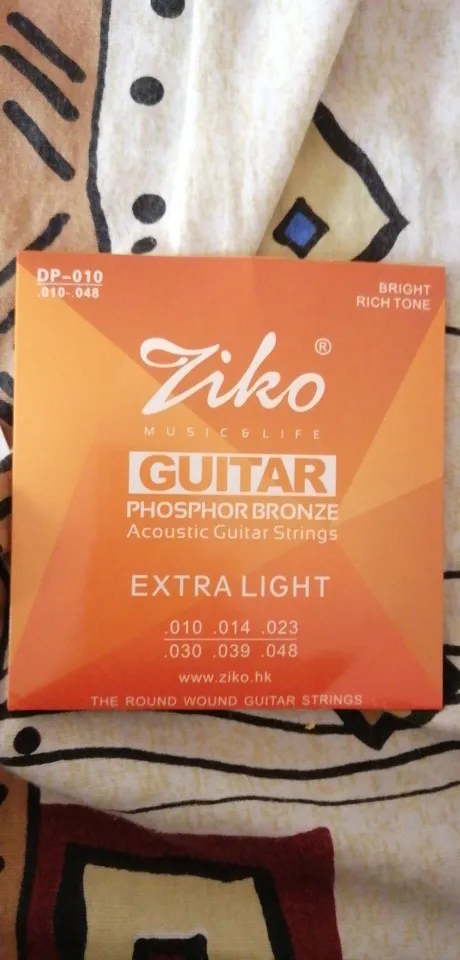 DP-010
.010-.048
BRIGHT
RICH TONE
Ziko®
MUSIC & LIFE
GUITAR
PHOSPHOR BRONZE
Acoustic Guitar Strings
EXTRA LIGHT
.010 .014 .023
.030 .039 .048
www.ziko.hk
THE ROUND WOUND GUITAR STRINGS